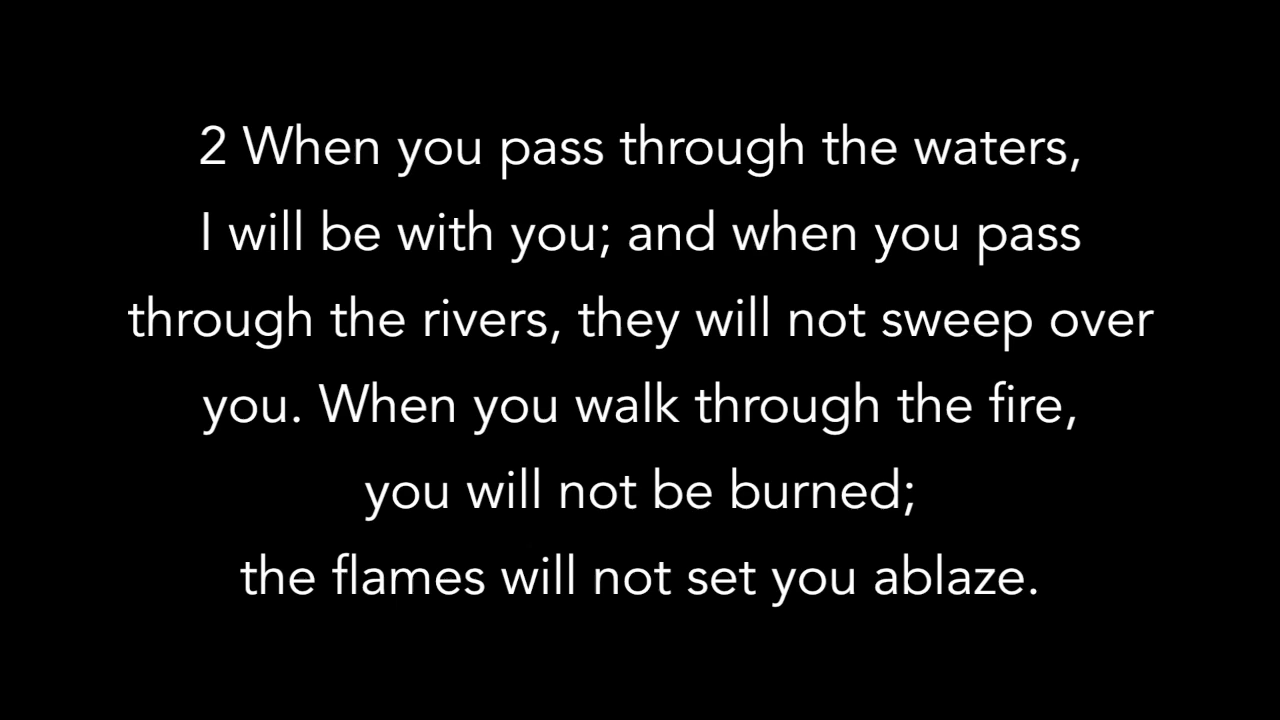 2 When you pass through the waters,
I will be with you; and when you pass
through the rivers, they will not sweep over
you. When you walk through the fire,
you will not be burned;
the flames will not set you ablaze.